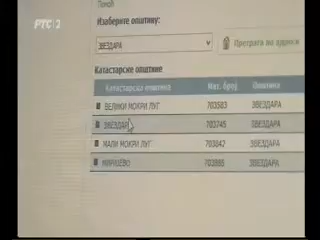 РТС 2
Изаберите општину:
ЗВЕЗДАРА
Претрага по адреси
Катастарске општине
Катастарска општина Мат. број Општина
ВЕЛИКИ МОКРИ ЛУГ 703583 ЗВЕЗДАРА
ЗВЕЗДАРА 703745 ЗВЕЗДАРА
МАЛИ МОКРИ ЛУГ 703842 ЗВЕЗДАРА
МИРИЈЕВО ЗВЕЗДАРА